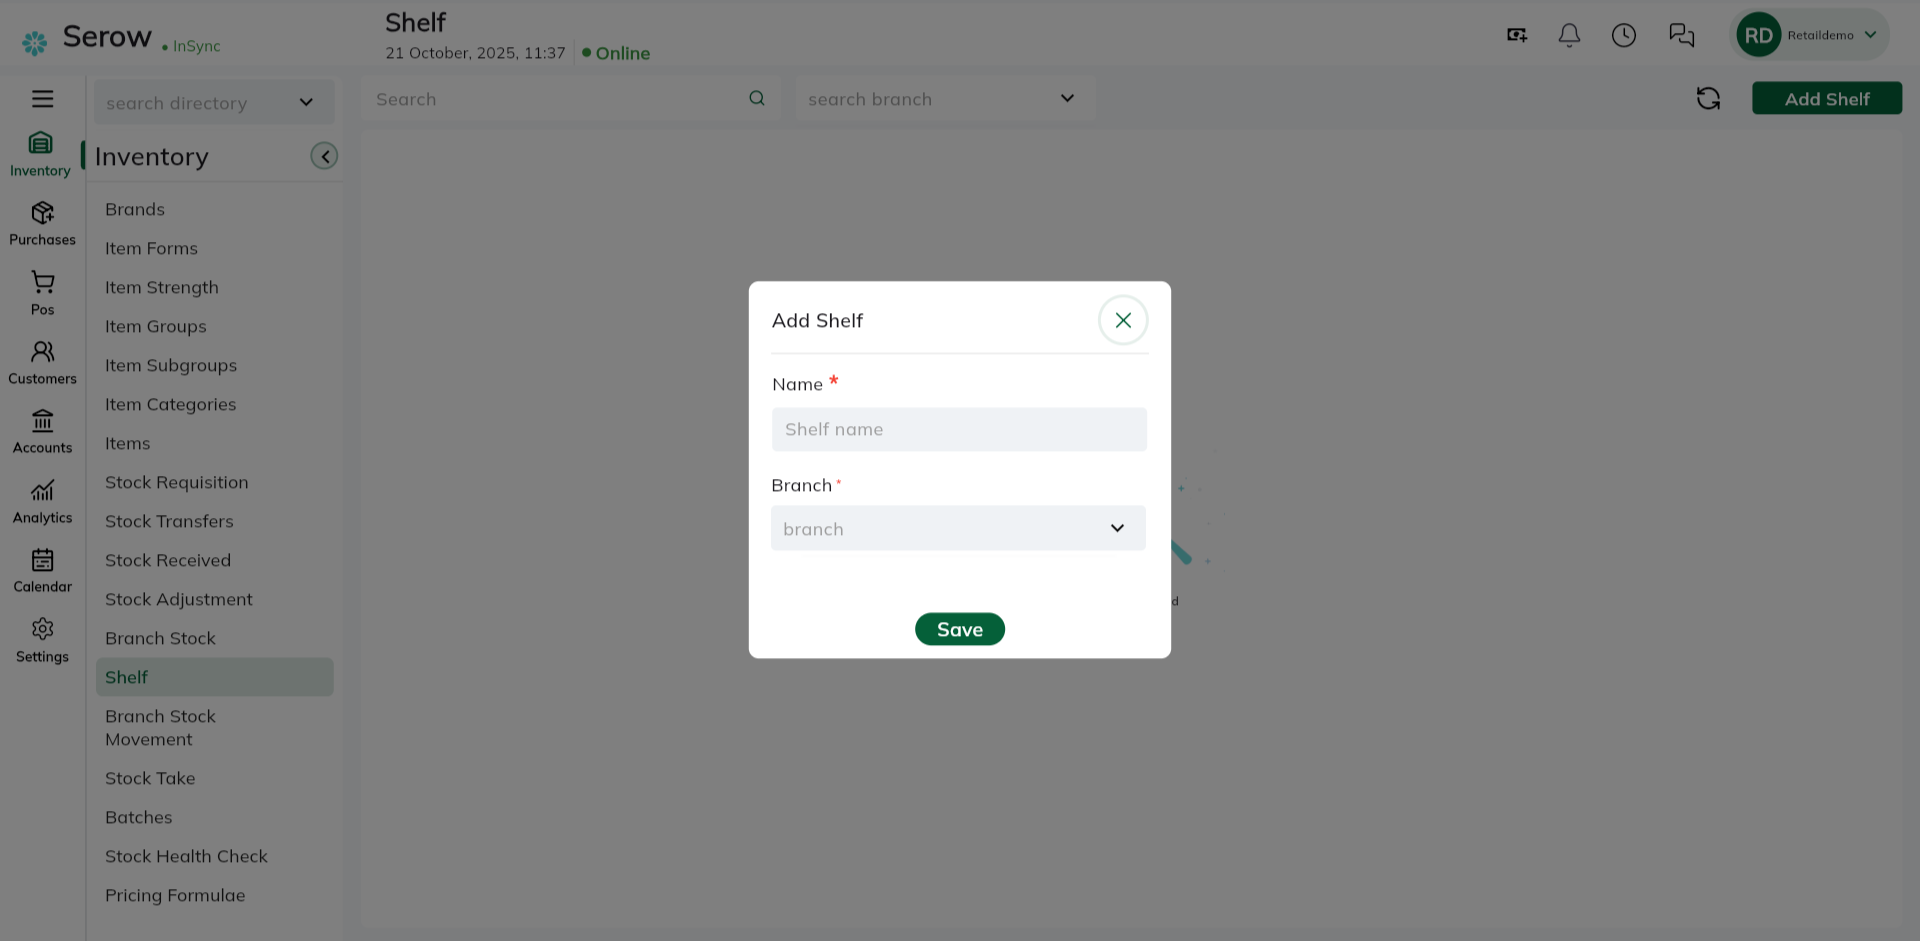 Serow
InSync
Shelf
21 October, 2025, 11:37
Online
RD
Retaildemo
search directory
Search
search branch
Add Shelf
Inventory
Purchases
Pos
Customers
Accounts
Analytics
Calendar
Settings
Inventory
Brands
Item Forms
Item Strength
Item Groups
Item Subgroups
Item Categories
Items
Stock Requisition
Stock Transfers
Stock Received
Stock Adjustment
Branch Stock
Shelf
Branch Stock
Movement
Stock Take
Batches
Stock Health Check
Pricing Formulae
Add Shelf
Name *
Shelf name
Branch *
branch
Save